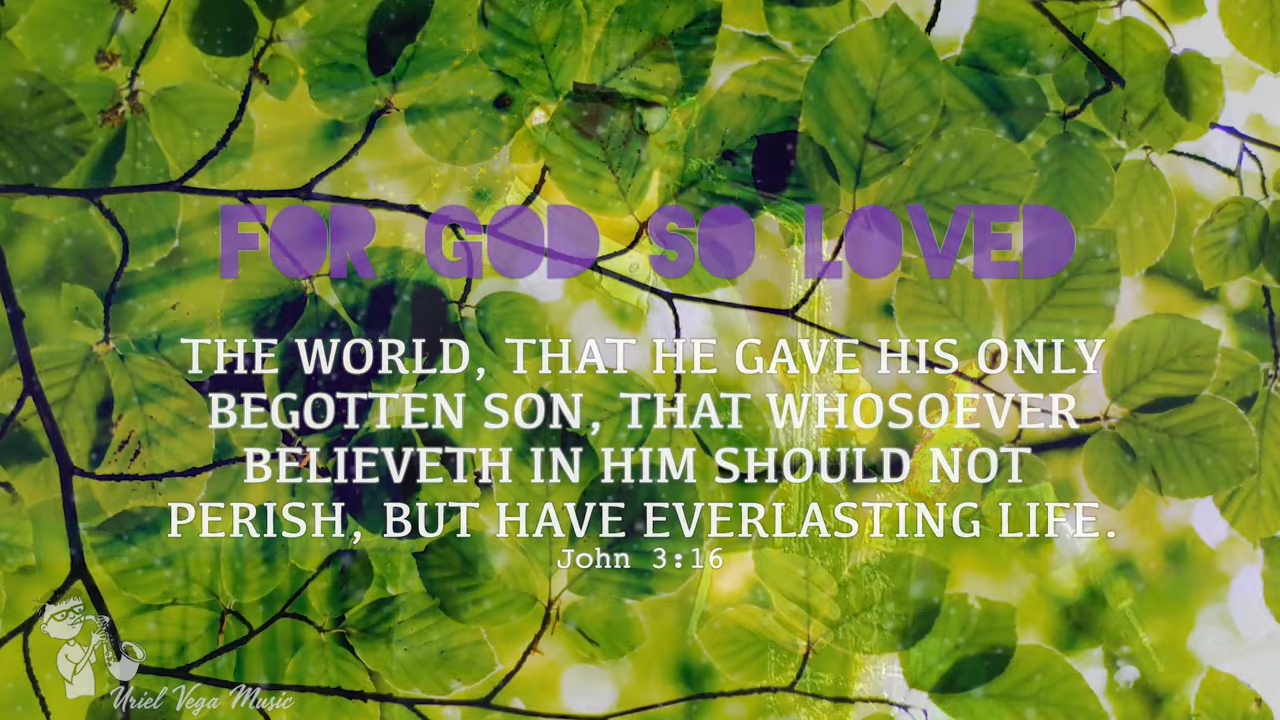 FOR GOD SO LOVED
THE WORLD, THAT HE GAVE HIS ONLY
BEGOTTEN SON, THAT WHOSOEVER
BELIEVETH IN HIM SHOULD NOT
PERISH, BUT HAVE EVERLASTING LIFE.
John 3:16
Uriel Vega Music